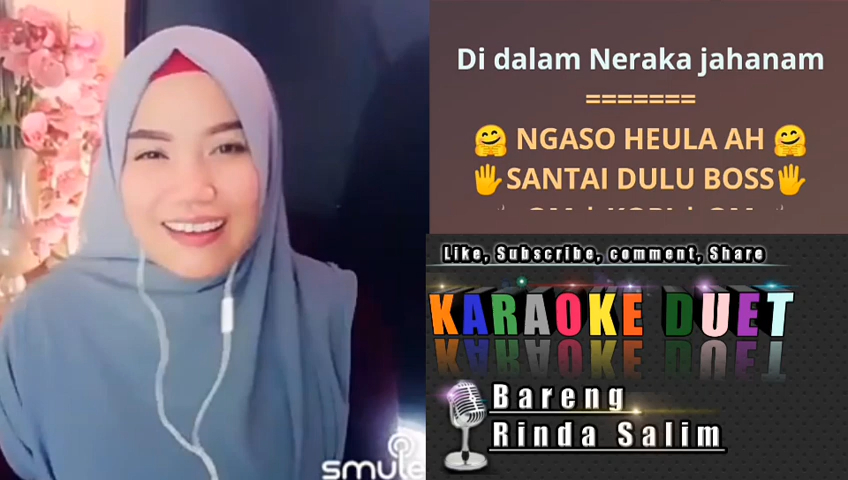 Di dalam Neraka jahanam
=======
🤗 NGASO HEULA AH 🤗
🖐SANTAI DULU BOSS🖐
Like, Subscribe, comment, Share
KARAOKE DUET
Bareng
Rinda Salim
smule